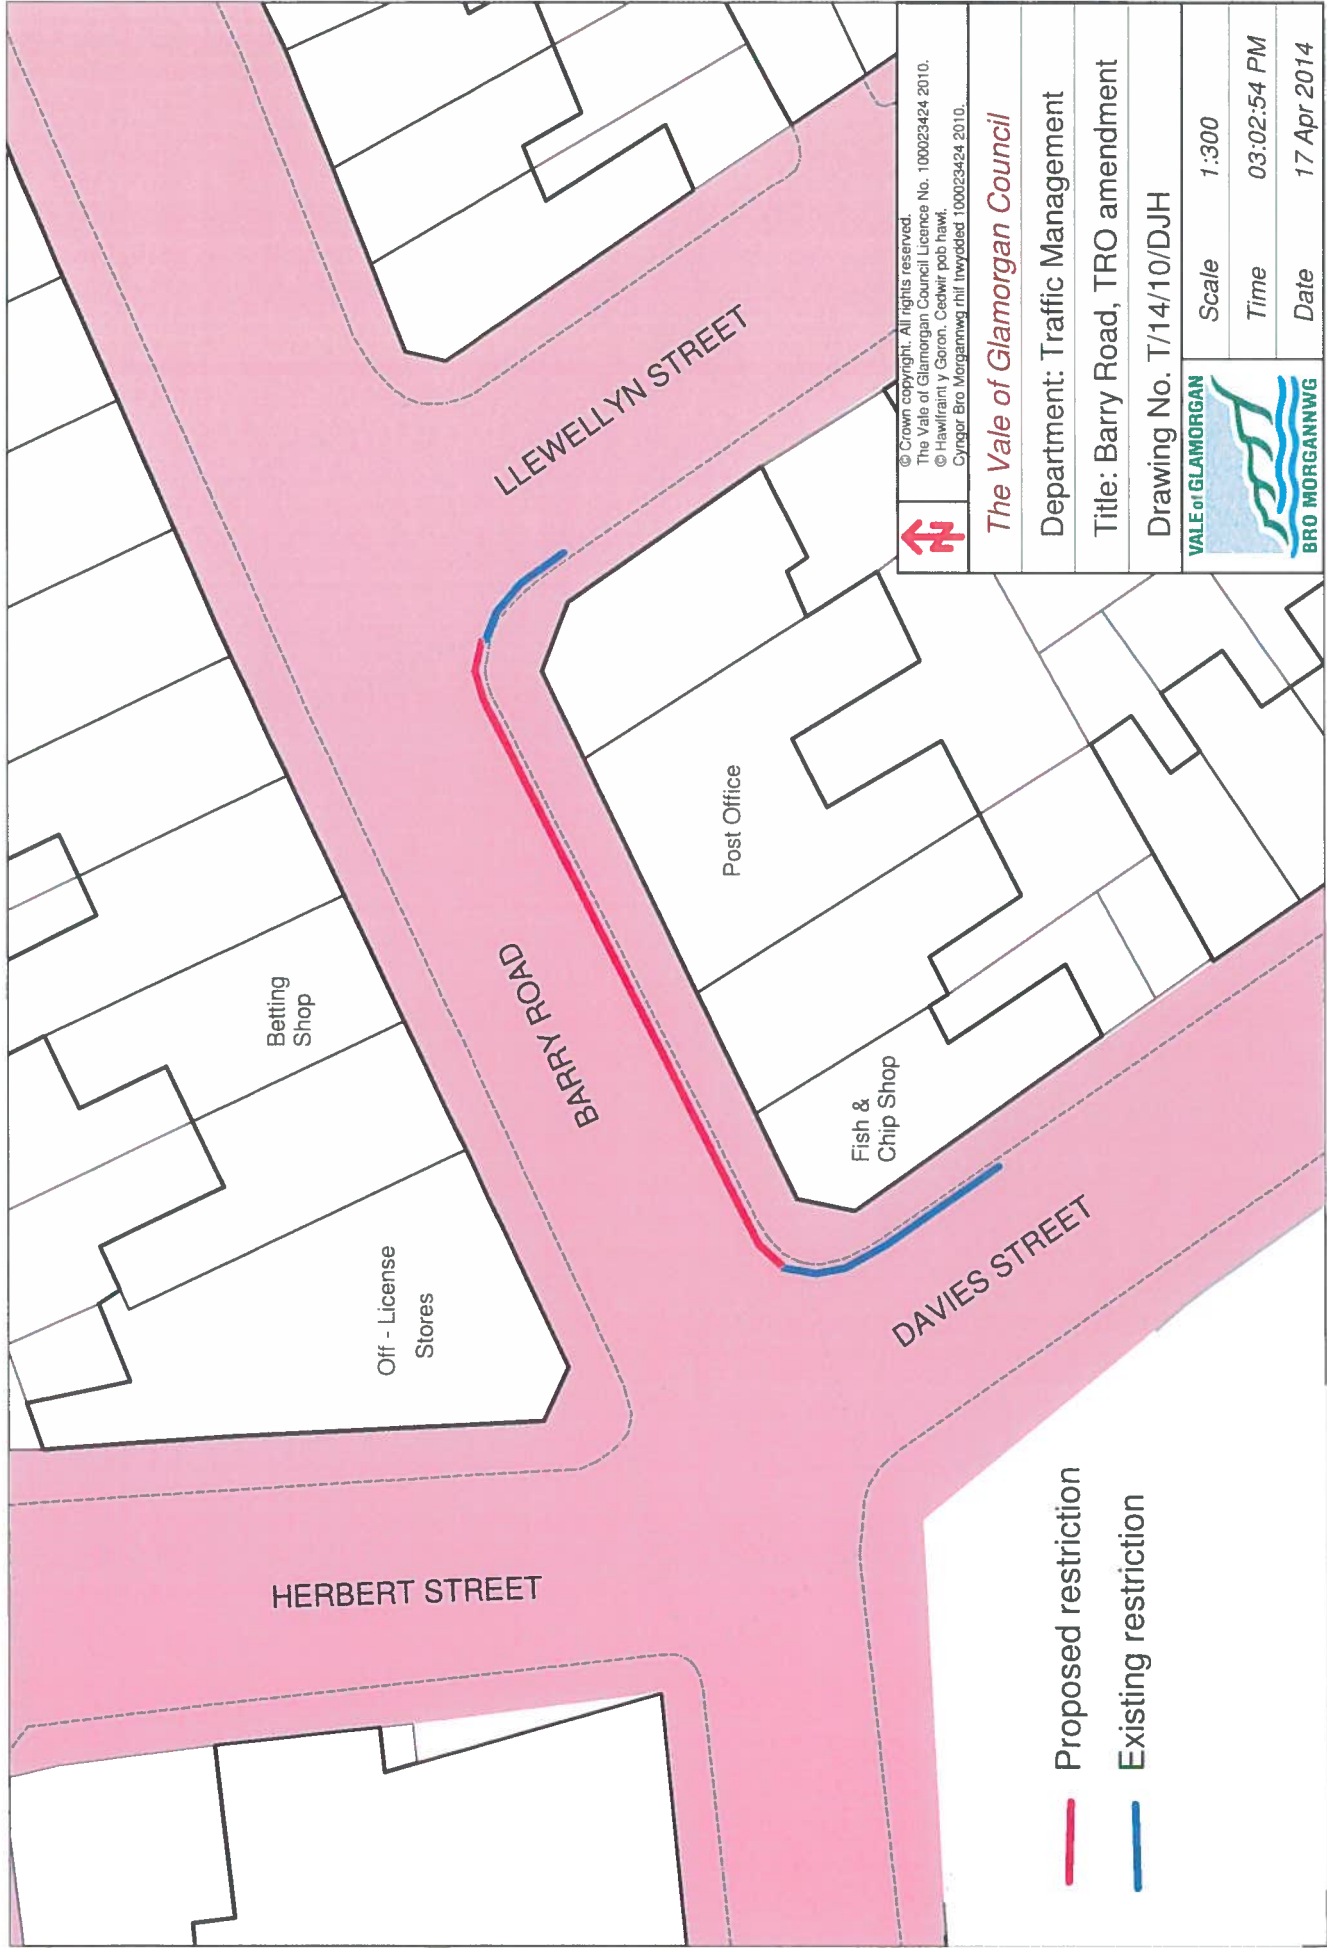 HERBERT STREET
BARRY ROAD
LLEWELLYN STREET
DAVIES STREET
Off - License
Stores
Betting
Shop
Fish &
Chip Shop
Post Office
Proposed restriction
Existing restriction
N
© Crown copyright. All rights reserved.
The Vale of Glamorgan Council Licence No. 100023424 2010.
© Hawlfraint y Goron. Cedwir pob hawl.
Cyngor Bro Morgannwg rhif trwydded 100023424 2010.
The Vale of Glamorgan Council
Department: Traffic Management
Title: Barry Road, TRO amendment
Drawing No. T/14/10/DJH
VALE of GLAMORGAN
BRO MORGANNWG
Scale 1:300
Time 03:02:54 PM
Date 17 Apr 2014